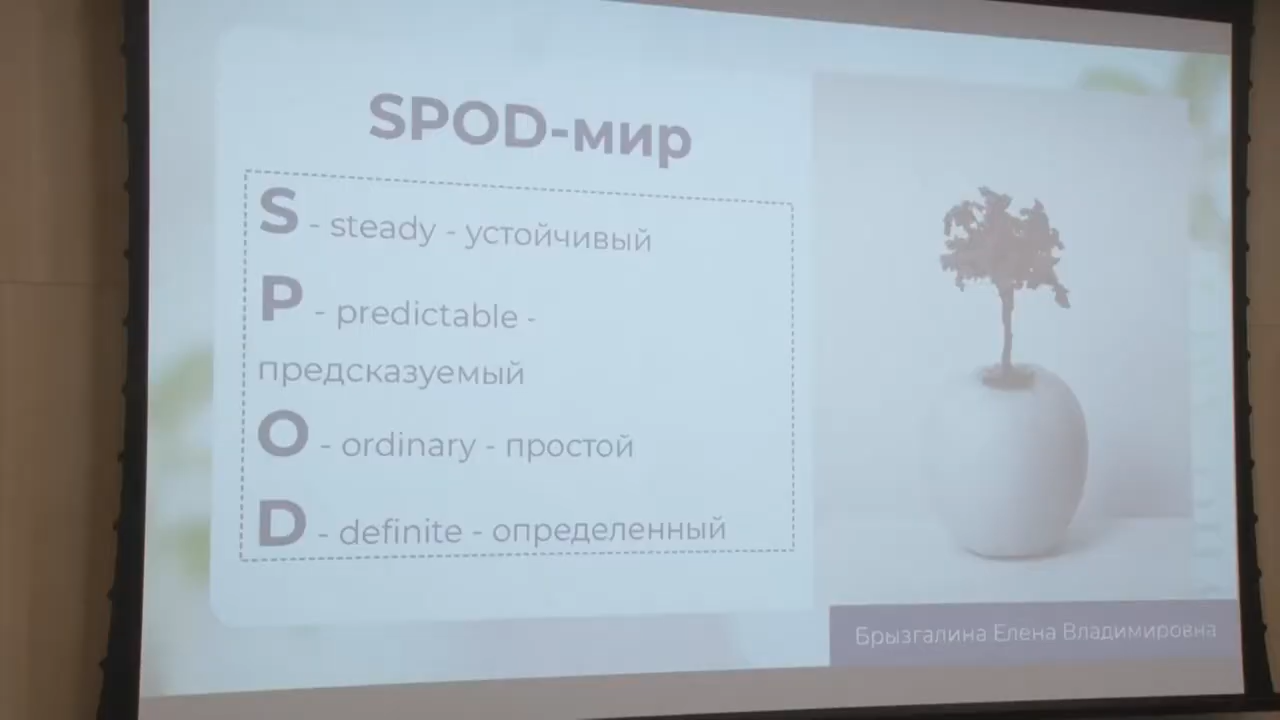 SPOD-мир
S - steady - устойчивый
P - predictable -
предсказуемый
O - ordinary - простой
D - definite - определенный
Брызгалина Елена Владимировна